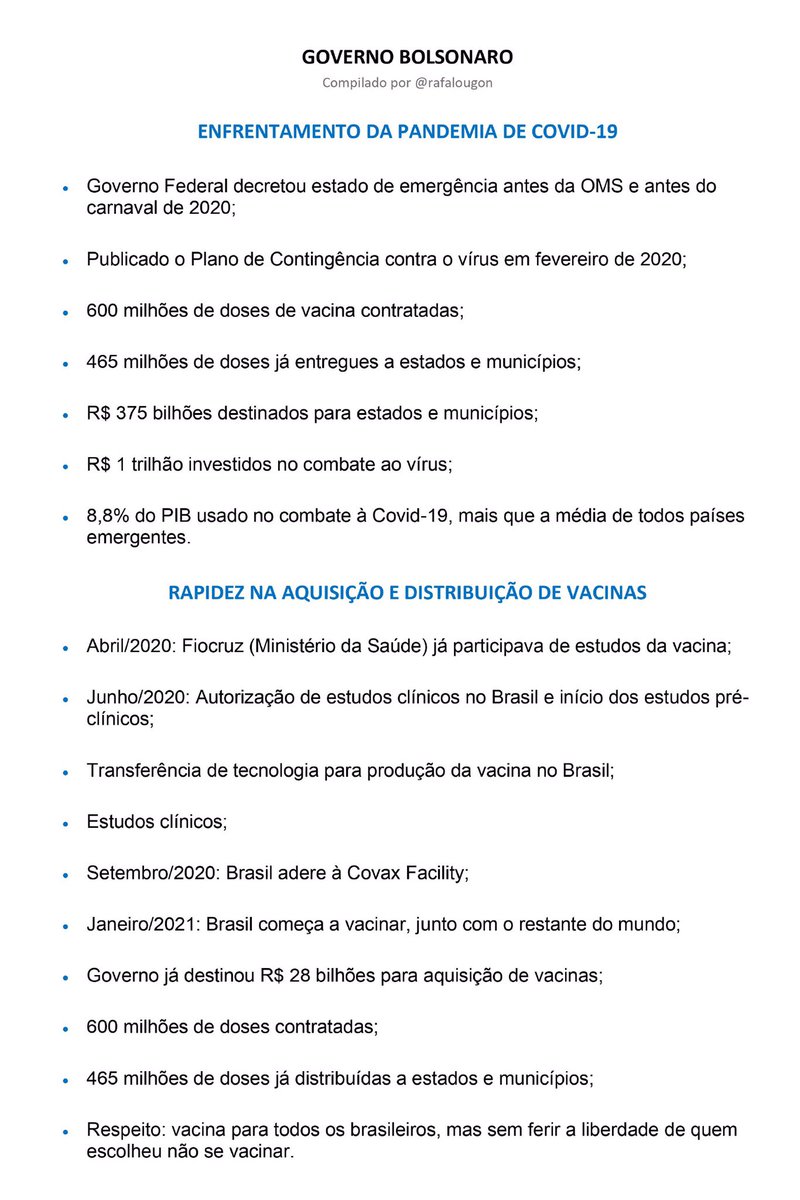 GOVERNO BOLSONARO
Compilado por @rafalougon
ENFRENTAMENTO DA PANDEMIA DE COVID-19
• Governo Federal decretou estado de emergência antes da OMS e antes do
carnaval de 2020;
• Publicado o Plano de Contingência contra o vírus em fevereiro de 2020;
• 600 milhões de doses de vacina contratadas;
• 465 milhões de doses já entregues a estados e municípios;
• R$ 375 bilhões destinados para estados e municípios;
• R$ 1 trilhão investidos no combate ao vírus;
• 8,8% do PIB usado no combate à Covid-19, mais que a média de todos países
emergentes.
RAPIDEZ NA AQUISIÇÃO E DISTRIBUIÇÃO DE VACINAS
• Abril/2020: Fiocruz (Ministério da Saúde) já participava de estudos da vacina;
• Junho/2020: Autorização de estudos clínicos no Brasil e início dos estudos pré-
clínicos;
• Transferência de tecnologia para produção da vacina no Brasil;
• Estudos clínicos;
• Setembro/2020: Brasil adere à Covax Facility;
• Janeiro/2021: Brasil começa a vacinar, junto com o restante do mundo;
• Governo já destinou R$ 28 bilhões para aquisição de vacinas;
• 600 milhões de doses contratadas;
• 465 milhões de doses já distribuídas a estados e municípios;
• Respeito: vacina para todos os brasileiros, mas sem ferir a liberdade de quem
escolheu não se vacinar.